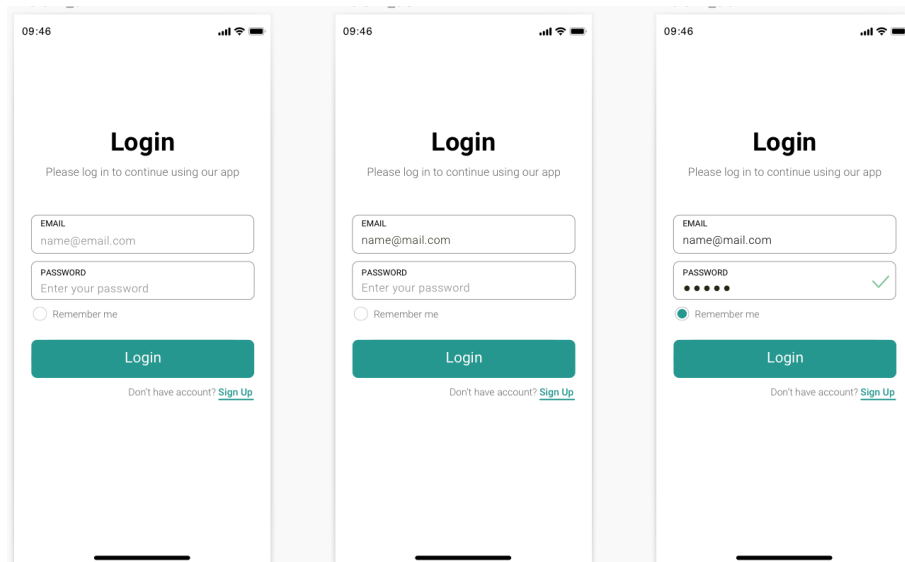 09:46
Login
Please log in to continue using our app
EMAIL
name@email.com
PASSWORD
Enter your password
Remember me
Login
Don't have account? Sign Up
09:46
Login
Please log in to continue using our app
EMAIL
name@mail.com
PASSWORD
Enter your password
Remember me
Login
Don't have account? Sign Up
09:46
Login
Please log in to continue using our app
EMAIL
name@mail.com
PASSWORD
●●●●●
Remember me
Login
Don't have account? Sign Up